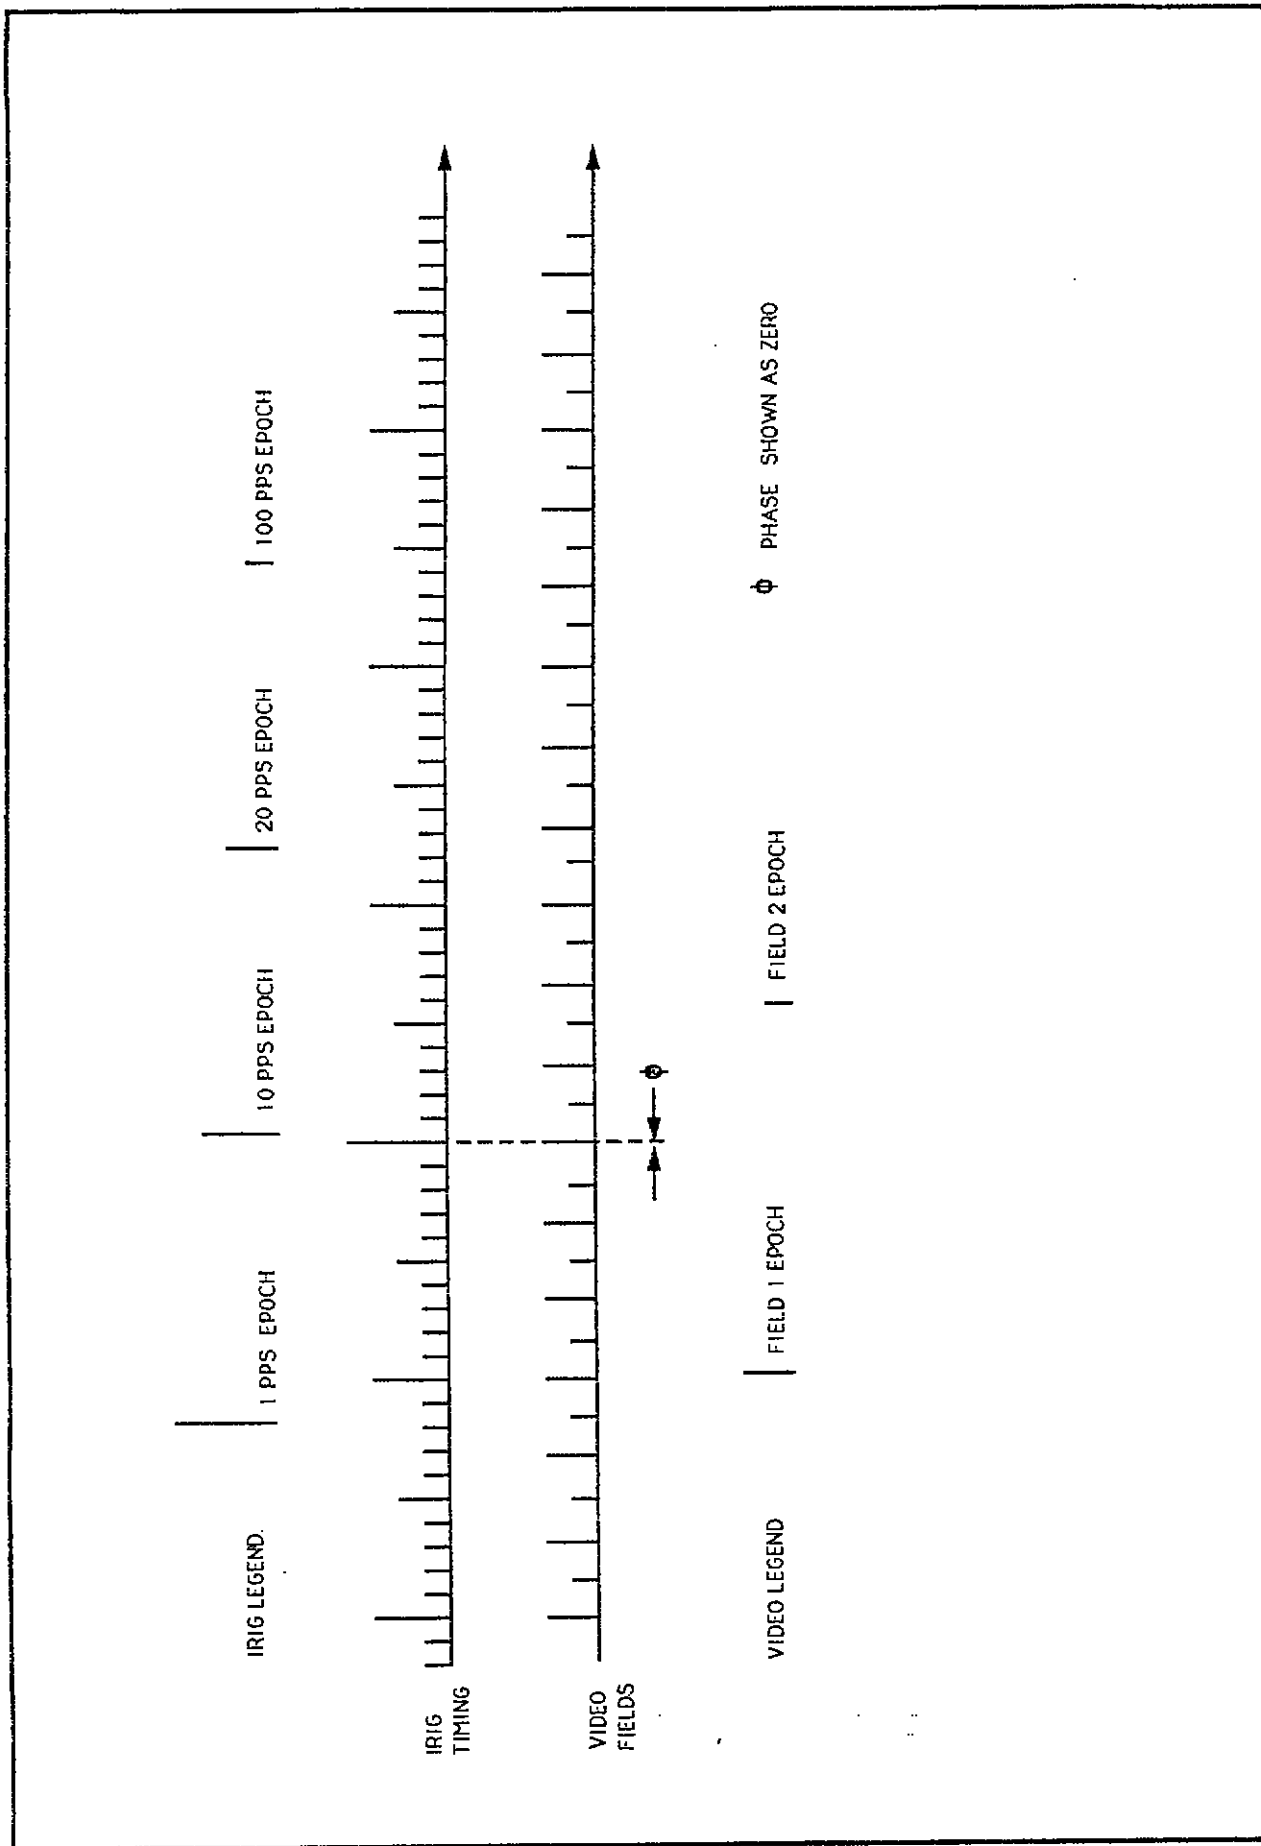 IRIG LEGEND.
1 PPS EPOCH
10 PPS EPOCH
20 PPS EPOCH
100 PPS EPOCH
IRIG
TIMING
VIDEO
FIELDS
ϕ
VIDEO LEGEND
FIELD 1 EPOCH
FIELD 2 EPOCH
ϕ PHASE SHOWN AS ZERO